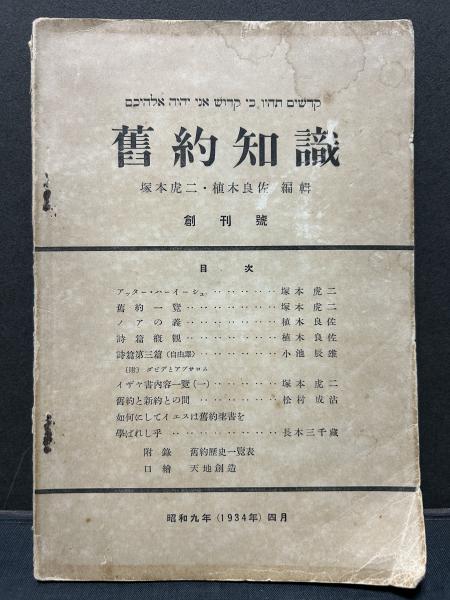 קדשים תהיו כי קדוש אני יהוה אלהיכם
舊約知識
塚本虎二・植木良佐 編輯
創刊號
目次
アッター・ハーイーシュ ········· 塚本虎二
舊約一覽 ········· 塚本虎二
ノアの義 ········· 植木良佐
詩篇槪觀 ········· 植木良佐
詩篇第三篇(自由譯) ········· 小池辰雄
(附) ダビデとアブサロム
イザヤ書內容一覽(一) ········· 塚本虎二
舊約と新約との間 ········· 松村成沽
如何にしてイエスは舊約聖書を
學ばれし乎 ········· 長本三千藏
附錄 舊約歷史一覽表
口繪 天地創造
昭和九年(1934年)四月